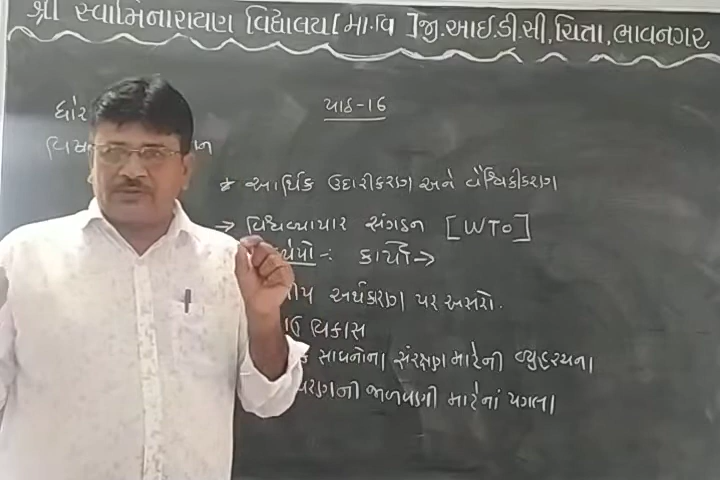 શ્રી સ્વામિનારાયણ વિદ્યાલય [મા.વિ ] જી.આઈ.ડી.સી, ચિત્રા, ભાવનગર
પાઠ-16
* આર્થિક ઉદારીકરણ અને વૈશ્વિકીકરણ
→ વિશ્વવ્યાપાર સંગઠન [WTO]
કાર્યો →
અર્થકારણ પર અસરો.
વિકાસ
સાધનોના સંરક્ષણ માટેની વ્યુહરચના
જાળવણી માટેનાં પગલા